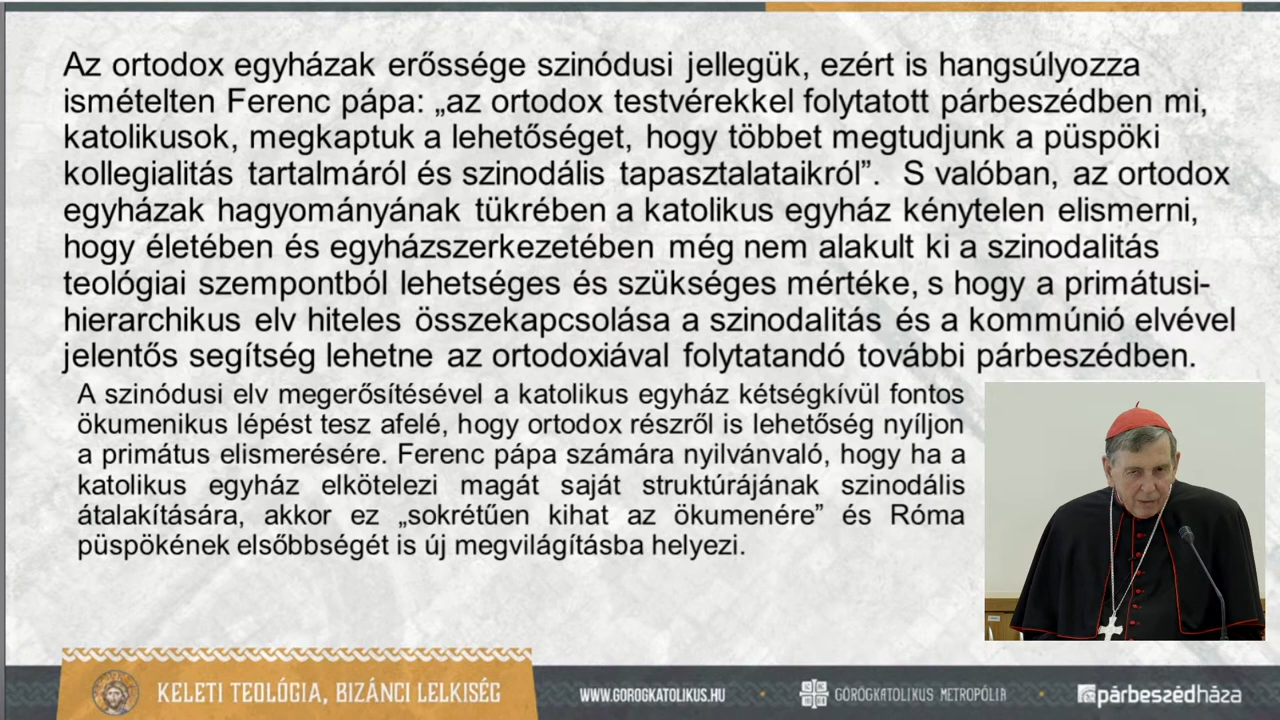 Az ortodox egyházak erőssége szinódusi jellegük, ezért is hangsúlyozza
ismételten Ferenc pápa: „az ortodox testvérekkel folytatott párbeszédben mi,
katolikusok, megkaptuk a lehetőséget, hogy többet megtudjunk a püspöki
kollegialitás tartalmáról és szinodális tapasztalataikról”. S valóban, az ortodox
egyházak hagyományának tükrében a katolikus egyház kénytelen elismerni,
hogy életében és egyházszerkezetében még nem alakult ki a szinodalitás
teológiai szempontból lehetséges és szükséges mértéke, s hogy a primátusi-
hierarchikus elv hiteles összekapcsolása a szinodalitás és a kommúnió elvével
jelentős segítség lehetne az ortodoxiával folytatandó további párbeszédben.
A szinódusi elv megerősítésével a katolikus egyház kétségkívül fontos
ökumenikus lépést tesz afelé, hogy ortodox részről is lehetőség nyíljon
a primátus elismerésére. Ferenc pápa számára nyilvánvaló, hogy ha a
katolikus egyház elkötelezi magát saját struktúrájának szinodális
átalakítására, akkor ez „sokrétűen kihat az ökumenére” és Róma
püspökének elsőbbségét is új megvilágításba helyezi.
KELETI TEOLÓGIA, BIZÁNCI LELKISÉG
WWW.GOROGKATOLIKUS.HU
GÖRÖGKATOLIKUS METROPÓLIA
párbeszédháza